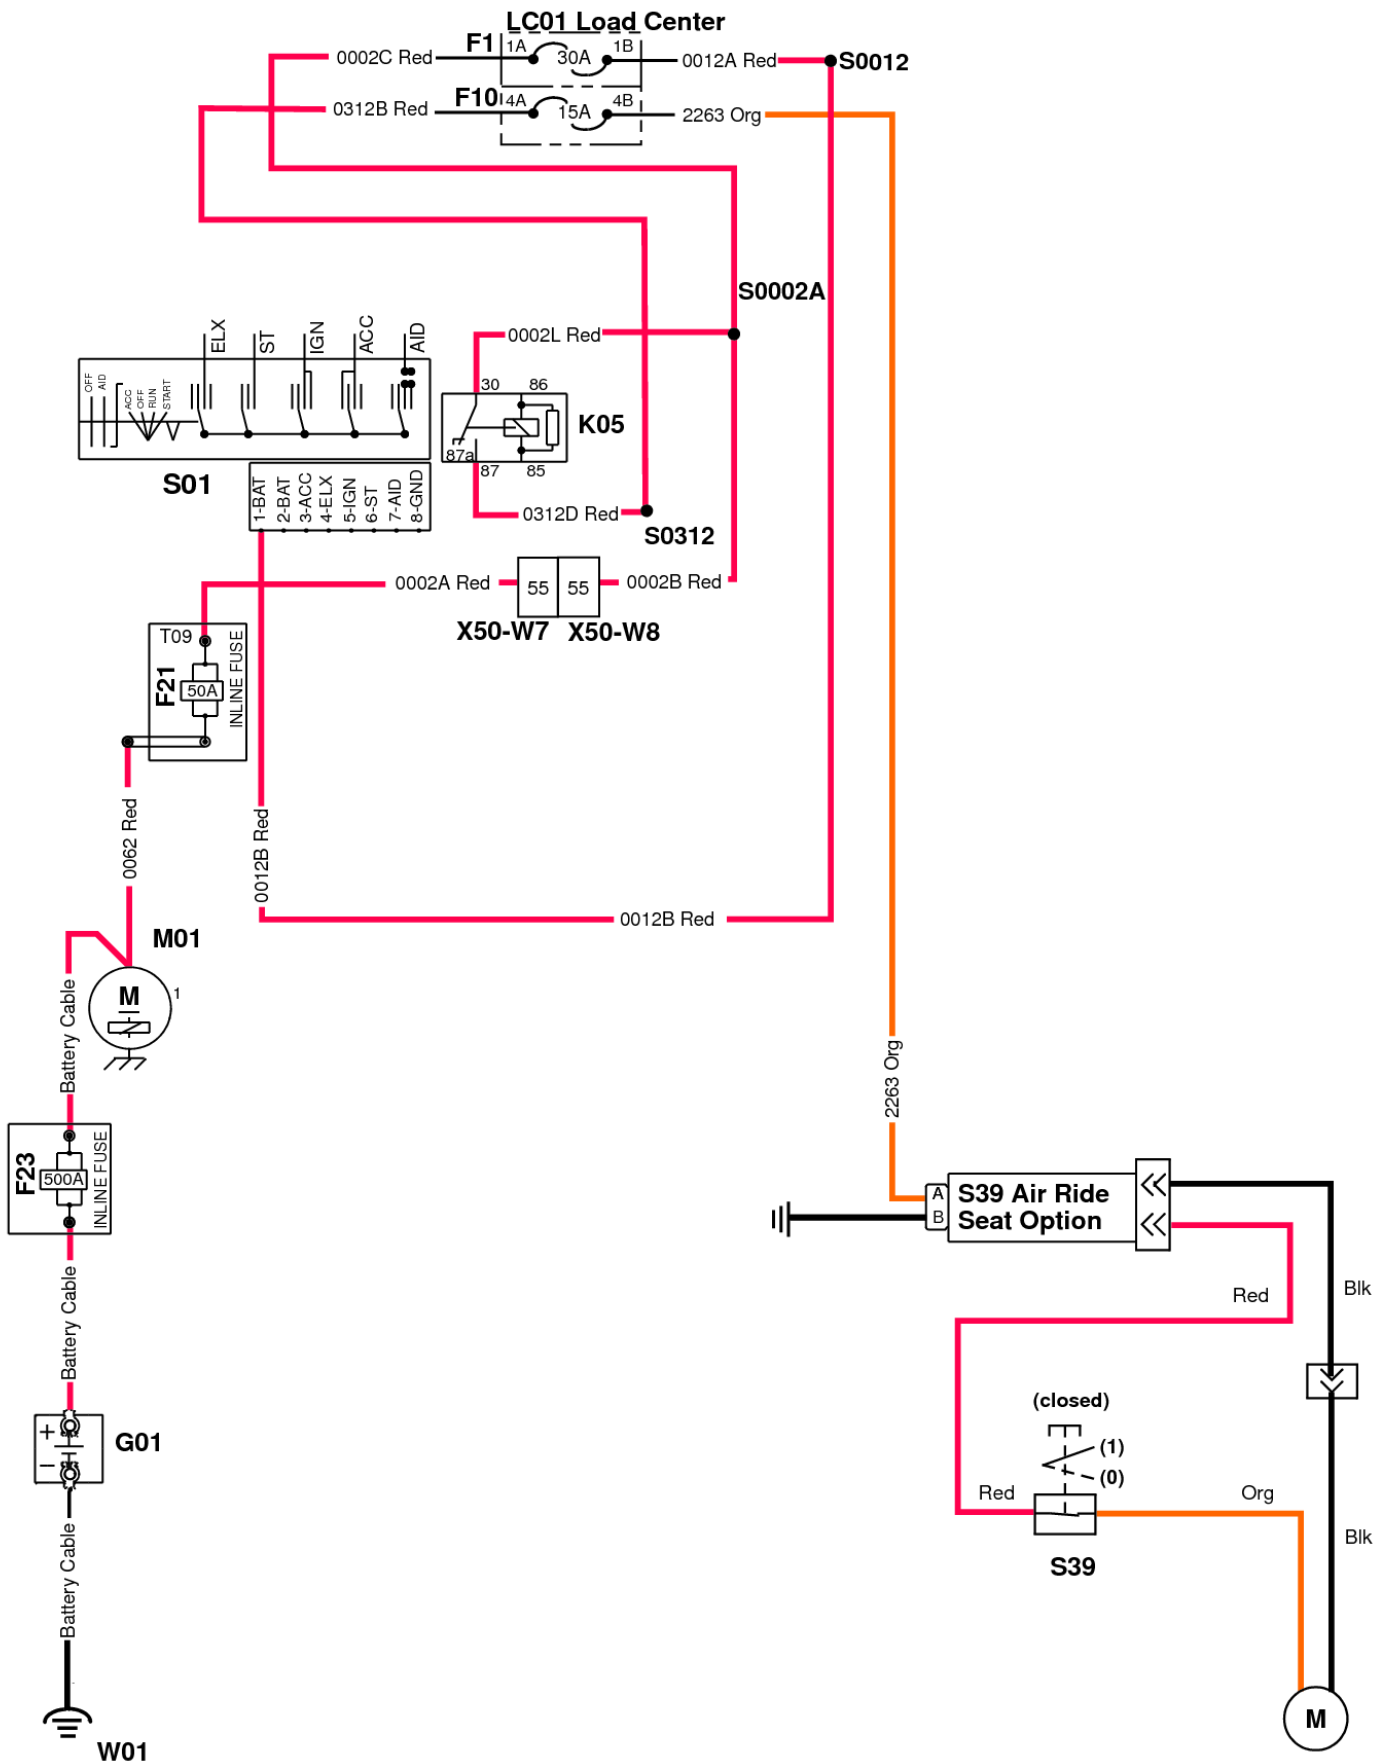 LC01 Load Center
0002C Red
F1
1A
30A
1B
0012A Red
S0012
0312B Red
F10
4A
15A
4B
2263 Org
S0002A
ELX
ST
IGN
ACC
AID
OFF
AID
ACC
OFF
RUN
START
0002L Red
30
86
K05
87a
87
85
S01
1-BAT
2-BAT
3-ACC
4-ELX
5-IGN
6-ST
7-AID
8-GND
0312D Red
S0312
0002A Red
55
55
0002B Red
X50-W7
X50-W8
T09
F21
50A
INLINE FUSE
0062 Red
0012B Red
0012B Red
M01
M
1
Battery Cable
2263 Org
F23
500A
INLINE FUSE
A
B
S39 Air Ride
Seat Option
Battery Cable
Red
Blk
(closed)
(1)
(0)
+
−
G01
Red
Org
Blk
S39
Battery Cable
M
W01